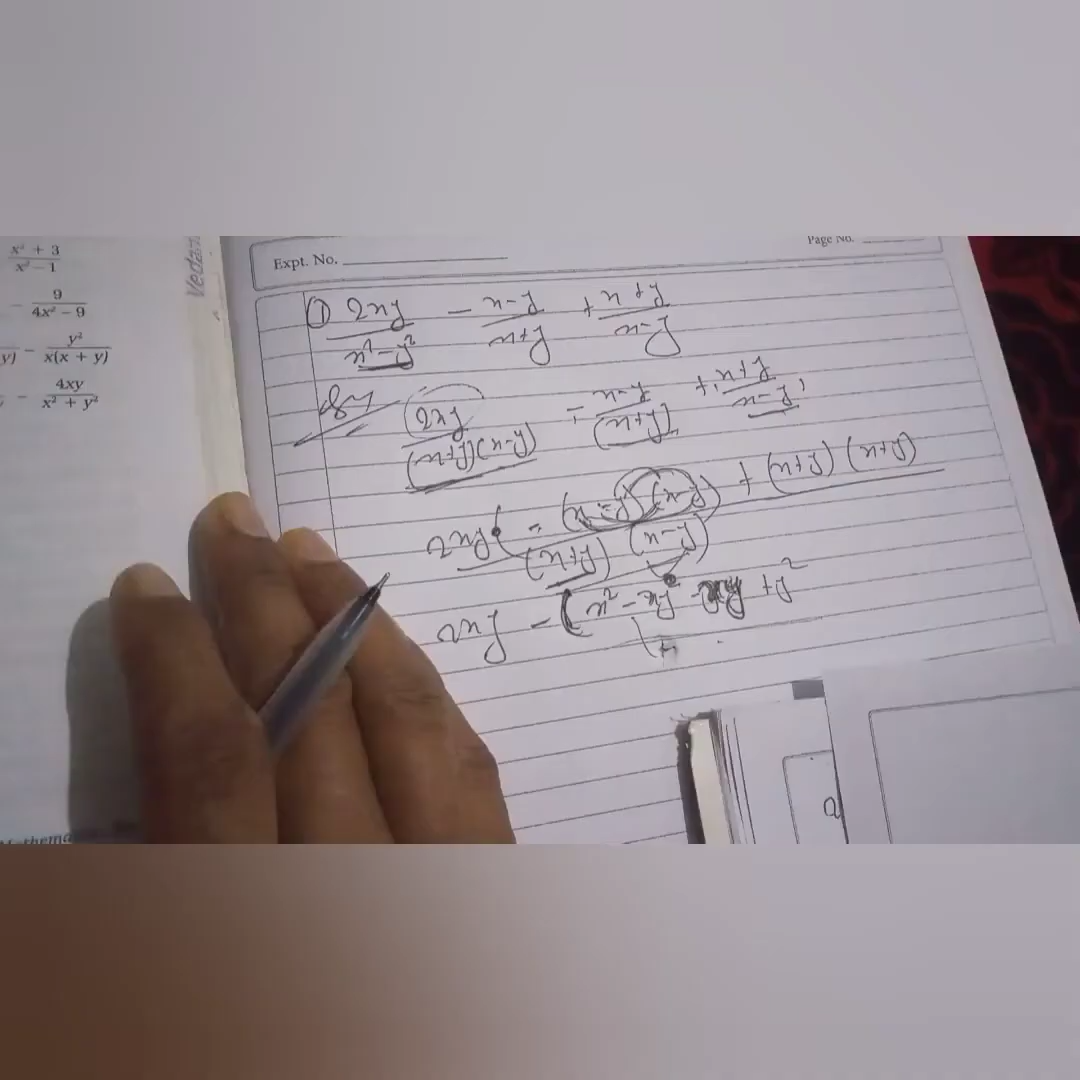 x² + 3 / x² − 1
− 9 / 4x² − 9
y) − y² / x(x + y)
− 4xy / x² + y²
Veda
Expt. No.
Page No.
① 2xy / x² − y² − x−y / x+y + x+y / x−y
Sol 2xy / (x+y)(x−y) − x−y / (x+y) + x+y / x−y
2xy − (x−y)(x−y) + (x+y)(x+y)
(x+y) (x−y)
2xy − (x² − xy + y²